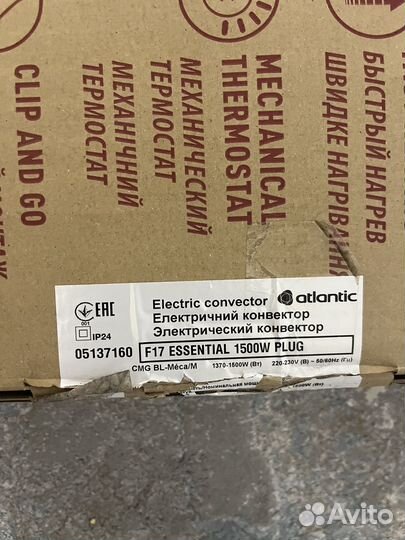 CLIP AND GO
МЕХАНІЧНИЙ
ТЕРМОСТАТ
МЕХАНИЧЕСКИЙ
ТЕРМОСТАТ
MECHANICAL
THERMOSTAT
ШВИДКЕ НАГРІВАННЯ
БЫСТРЫЙ НАГРЕВ
EAC
001
IP24
05137160
Electric convector
atlantic
Електричний конвектор
Электрический конвектор
F17 ESSENTIAL 1500W PLUG
CMG BL-Méca/M
1370-1500W (Вт)
220-230V (В) ~ 50/60Hz (Гц)
Avito